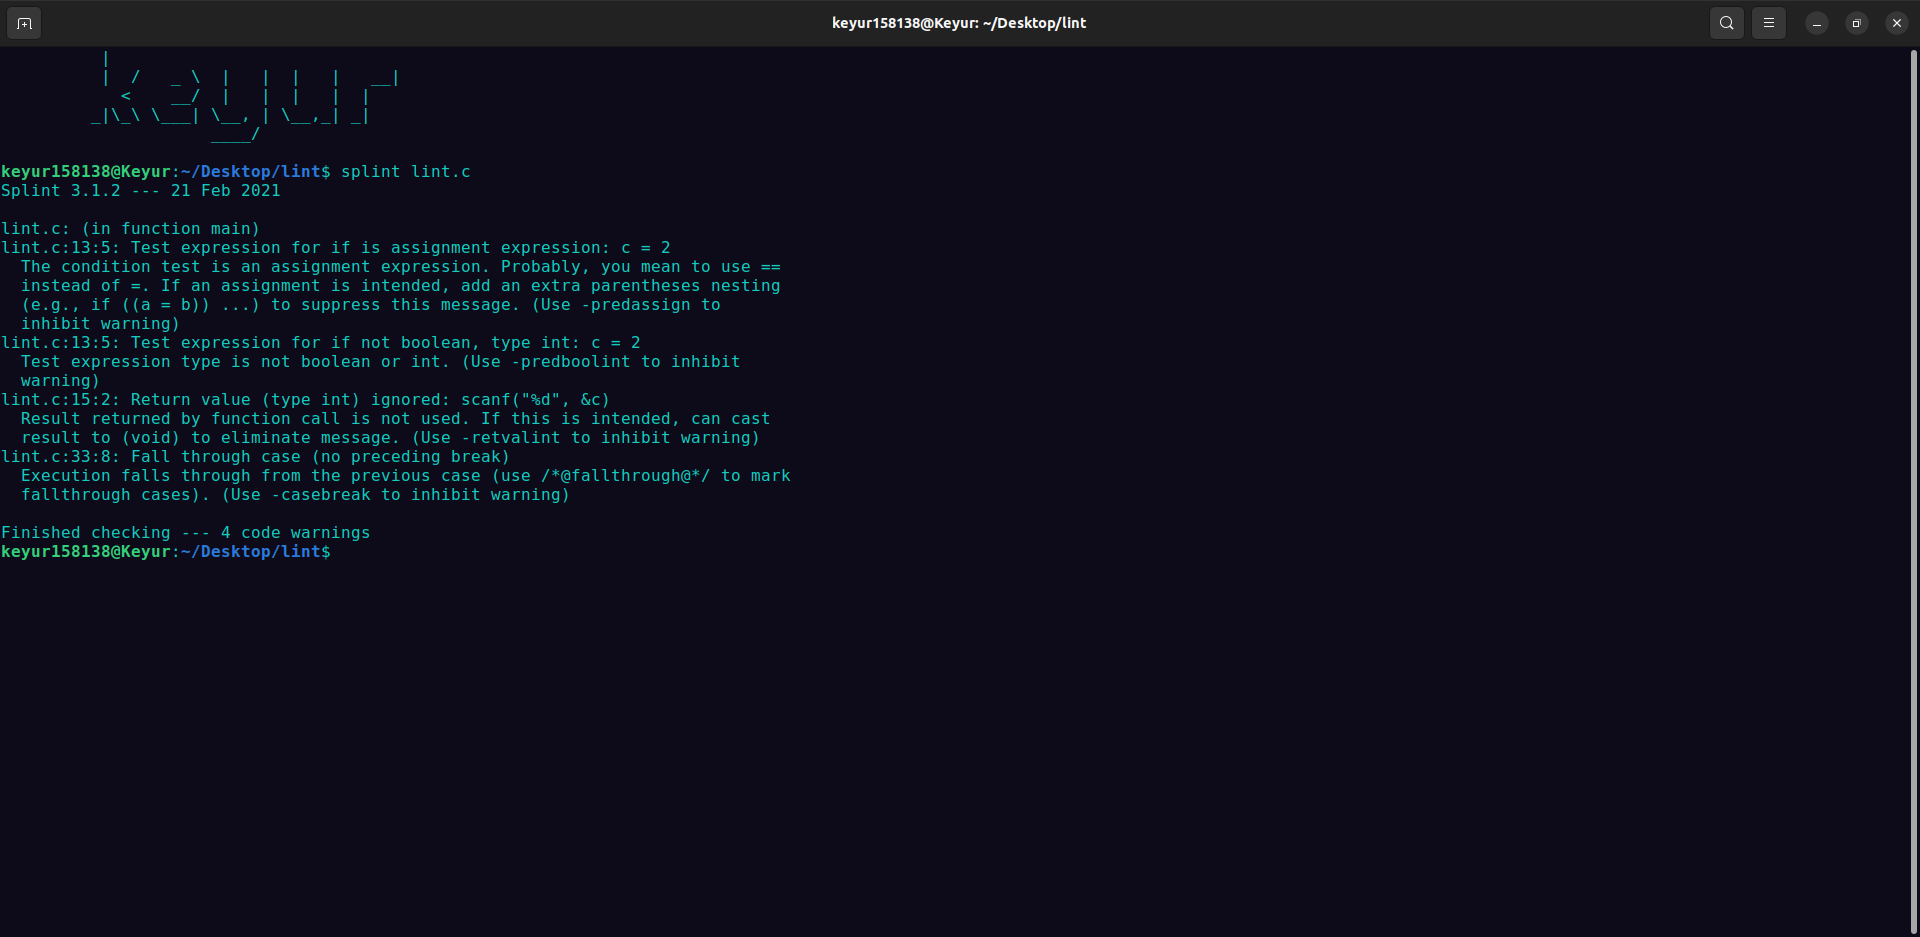 keyur158138@Keyur: ~/Desktop/lint
          |
          |  /   _ \  |   |  |   |   __|
            <    __/  |   |  |   |  |
         _|\_\ \___| \__, | \__,_| _|
                     ____/
keyur158138@Keyur:~/Desktop/lint$ splint lint.c
Splint 3.1.2 --- 21 Feb 2021
lint.c: (in function main)
lint.c:13:5: Test expression for if is assignment expression: c = 2
  The condition test is an assignment expression. Probably, you mean to use ==
  instead of =. If an assignment is intended, add an extra parentheses nesting
  (e.g., if ((a = b)) ...) to suppress this message. (Use -predassign to
  inhibit warning)
lint.c:13:5: Test expression for if not boolean, type int: c = 2
  Test expression type is not boolean or int. (Use -predboolint to inhibit
  warning)
lint.c:15:2: Return value (type int) ignored: scanf("%d", &c)
  Result returned by function call is not used. If this is intended, can cast
  result to (void) to eliminate message. (Use -retvalint to inhibit warning)
lint.c:33:8: Fall through case (no preceding break)
  Execution falls through from the previous case (use /*@fallthrough@*/ to mark
  fallthrough cases). (Use -casebreak to inhibit warning)
Finished checking --- 4 code warnings
keyur158138@Keyur:~/Desktop/lint$